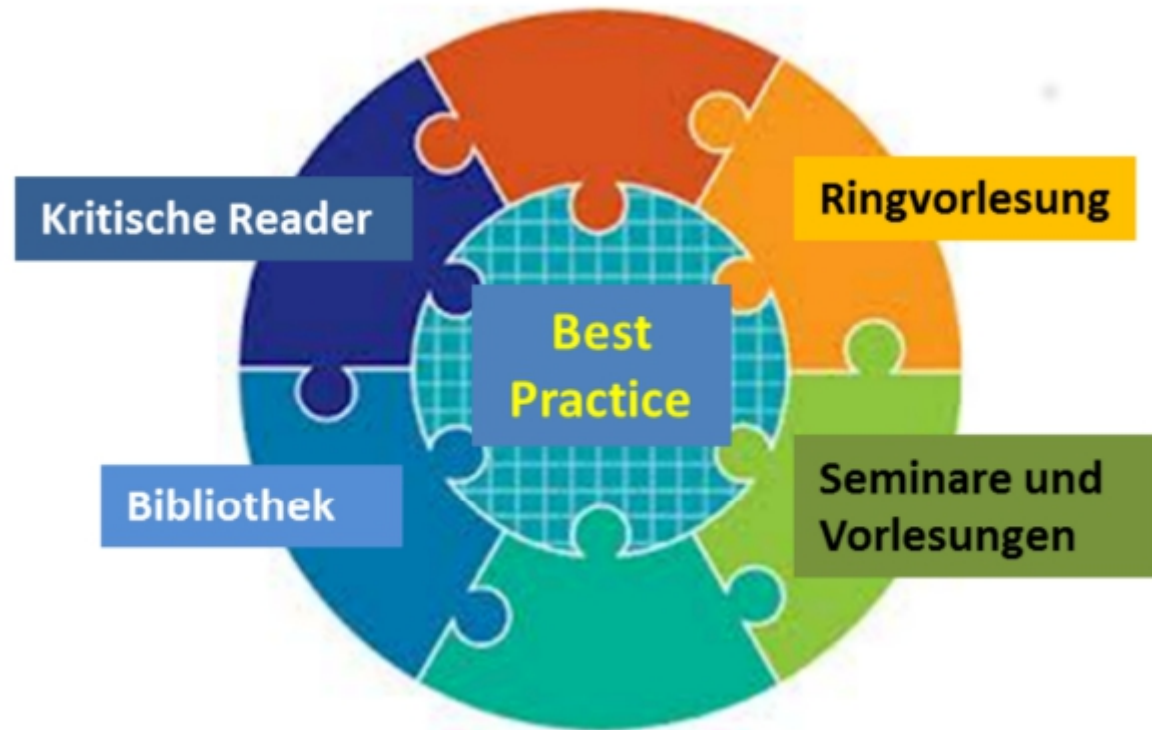 Kritische Reader
Ringvorlesung
Best
Practice
Bibliothek
Seminare und
Vorlesungen